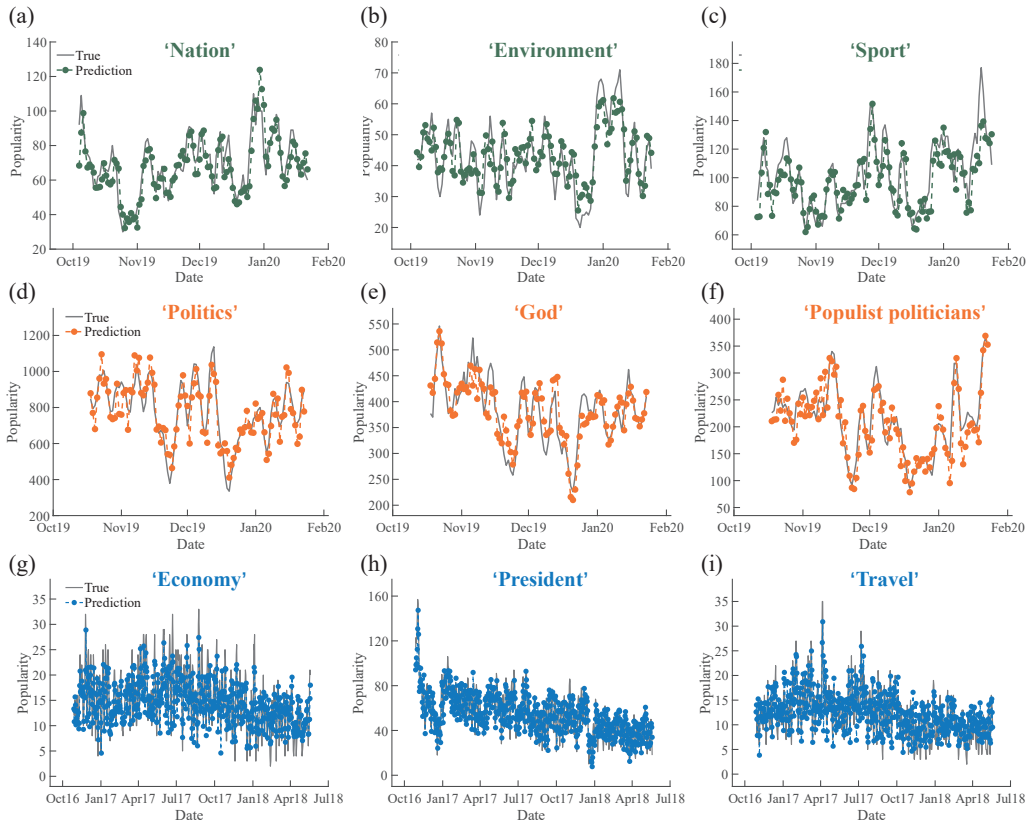 (a)
(b)
(c)
‘Nation’
‘Environment’
‘Sport’
True
Prediction
140
120
100
80
60
40
20
Popularity
Oct19 Nov19 Dec19 Jan20 Feb20
Date
80
70
60
50
40
30
20
Popularity
Oct19 Nov19 Dec19 Jan20 Feb20
Date
180
160
140
120
100
80
60
Popularity
Oct19 Nov19 Dec19 Jan20 Feb20
Date
(d)
(e)
(f)
‘Politics’
‘God’
‘Populist politicians’
True
Prediction
1200
1000
800
600
400
200
Popularity
Oct19 Nov19 Dec19 Jan20 Feb20
Date
550
500
450
400
350
300
250
200
Popularity
Oct19 Nov19 Dec19 Jan20 Feb20
Date
400
350
300
250
200
150
100
50
Popularity
Oct19 Nov19 Dec19 Jan20 Feb20
Date
(g)
(h)
(i)
‘Economy’
‘President’
‘Travel’
True
Prediction
35
30
25
20
15
10
5
0
Popularity
Oct16 Jan17 Apr17 Jul17 Oct17 Jan18 Apr18 Jul18
Date
160
120
80
40
0
Popularity
Oct16 Jan17 Apr17 Jul17 Oct17 Jan18 Apr18 Jul18
Date
35
30
25
20
15
10
5
0
Popularity
Oct16 Jan17 Apr17 Jul17 Oct17 Jan18 Apr18 Jul18
Date